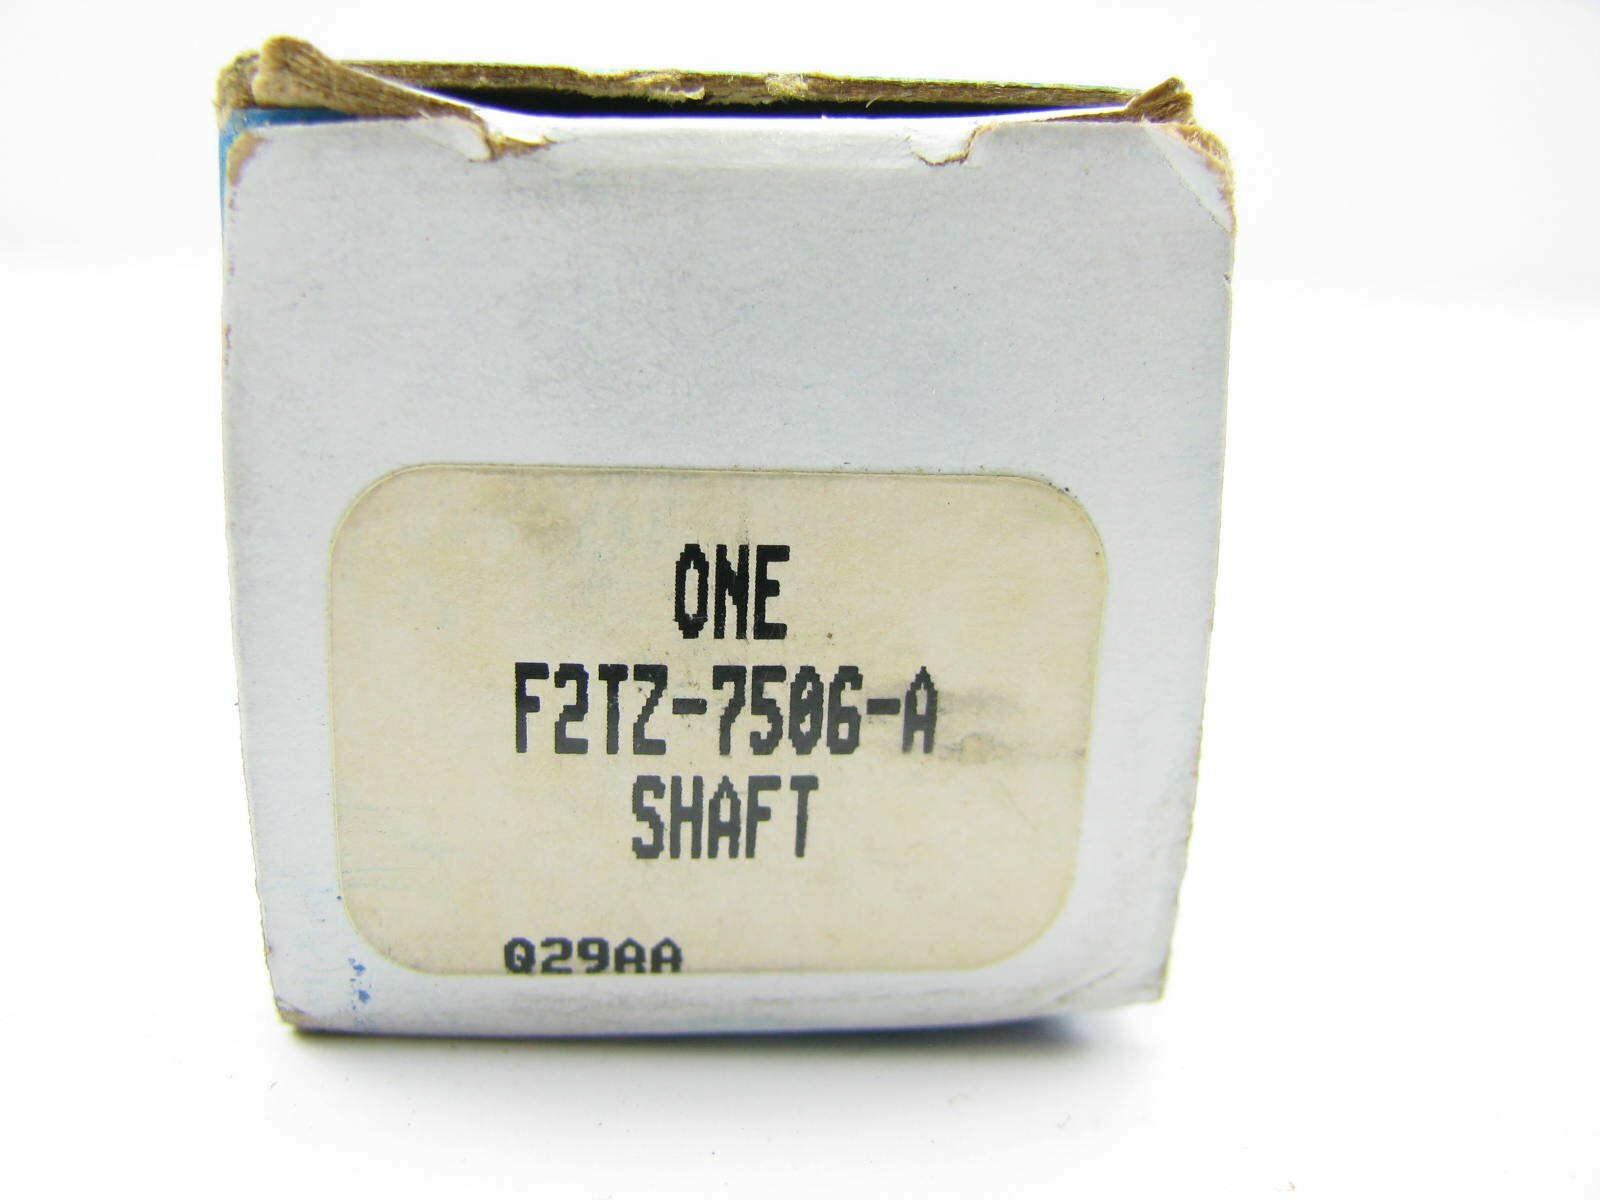 ONE
F2TZ-7506-A
SHAFT
Q29AA